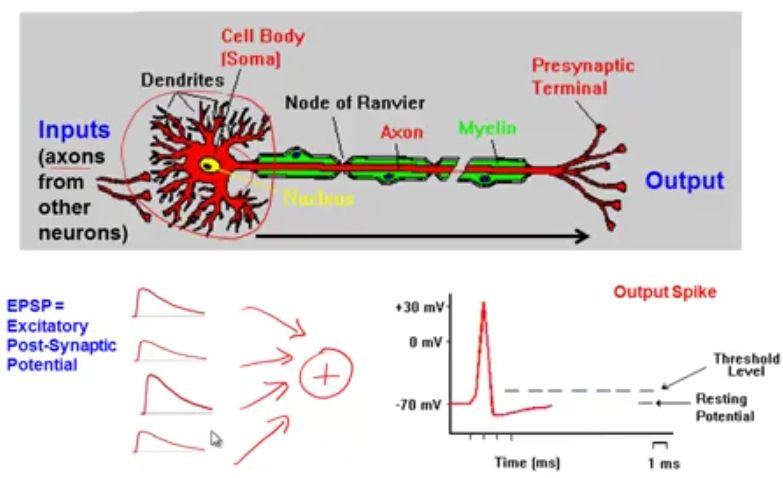 Cell Body
(Soma)
Dendrites
Node of Ranvier
Axon
Myelin
Presynaptic
Terminal
Inputs
(axons
from
other
neurons)
Nucleus
Output
EPSP =
Excitatory
Post-Synaptic
Potential
+
Output Spike
+30 mV
0 mV
-70 mV
Threshold
Level
Resting
Potential
Time (ms)
1 ms